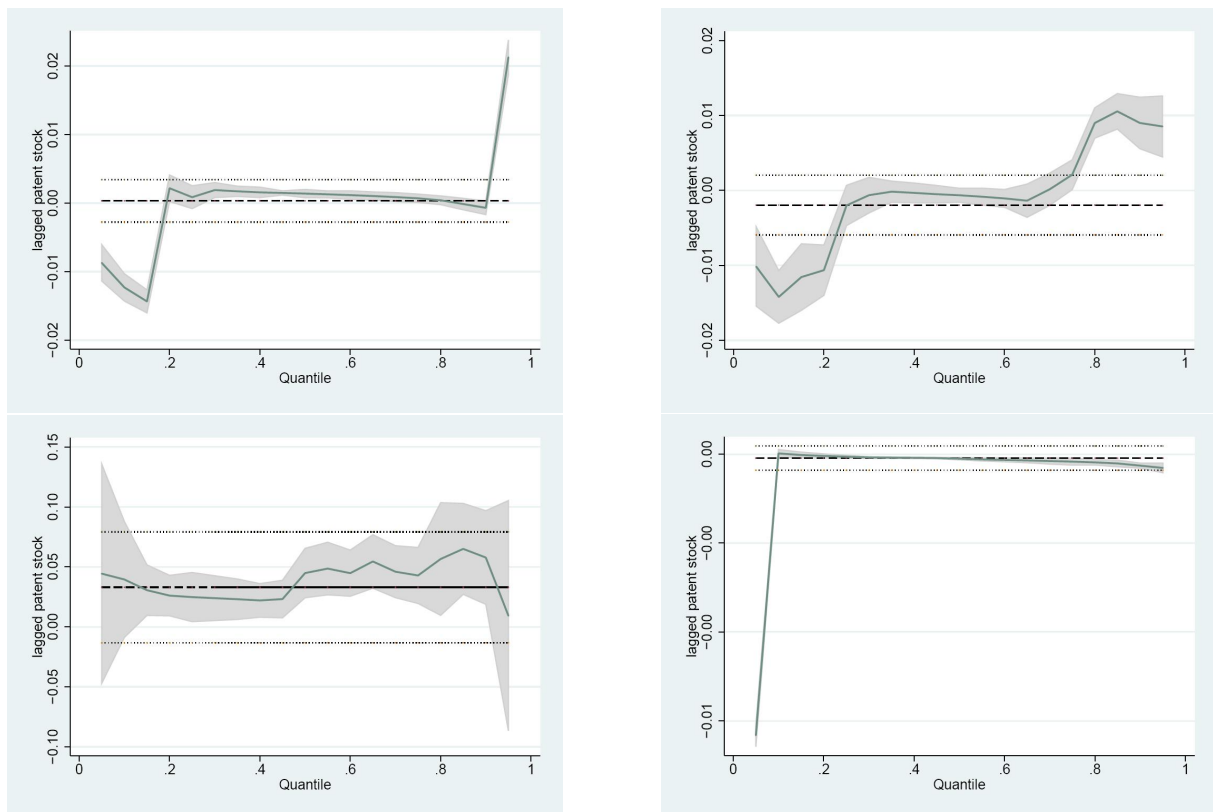 lagged patent stock
0.02
0.01
0.00
−0.01
−0.02
0 .2 .4 .6 .8 1
Quantile
lagged patent stock
0.02
0.01
0.00
−0.01
−0.02
0 .2 .4 .6 .8 1
Quantile
lagged patent stock
0.15
0.10
0.05
0.00
−0.05
−0.10
0 .2 .4 .6 .8 1
Quantile
lagged patent stock
0.00
−0.00
−0.00
−0.01
0 .2 .4 .6 .8 1
Quantile